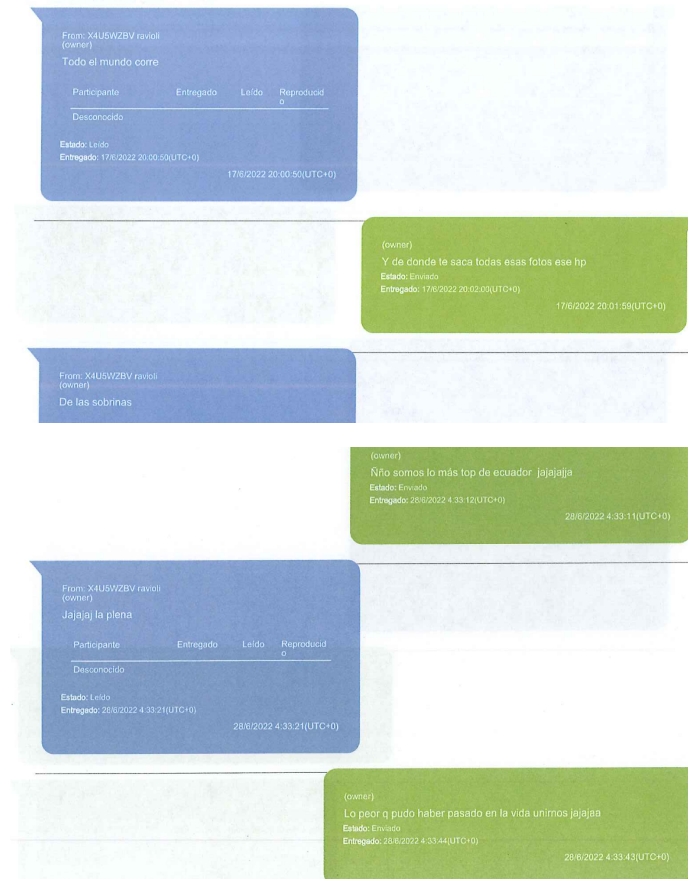 From: X4U5WZBV ravioli
(owner)
Todo el mundo corre
Participante Entregado Leído Reproducid
o
Desconocido
Estado: Leído
Entregado: 17/6/2022 20:00:50(UTC+0)
17/6/2022 20:00:50(UTC+0)
(owner)
Y de donde te saca todas esas fotos ese hp
Estado: Enviado
Entregado: 17/6/2022 20:02:00(UTC+0)
17/6/2022 20:01:59(UTC+0)
From: X4U5WZBV ravioli
(owner)
De las sobrinas
(owner)
Ñño somos lo más top de ecuador jajajajja
Estado: Enviado
Entregado: 28/6/2022 4:33:12(UTC+0)
28/6/2022 4:33:11(UTC+0)
From: X4U5WZBV ravioli
(owner)
Jajajaj la plena
Participante Entregado Leído Reproducid
o
Desconocido
Estado: Leído
Entregado: 28/6/2022 4:33:21(UTC+0)
28/6/2022 4:33:21(UTC+0)
(owner)
Lo peor q pudo haber pasado en la vida unirnos jajajaa
Estado: Enviado
Entregado: 28/6/2022 4:33:44(UTC+0)
28/6/2022 4:33:43(UTC+0)